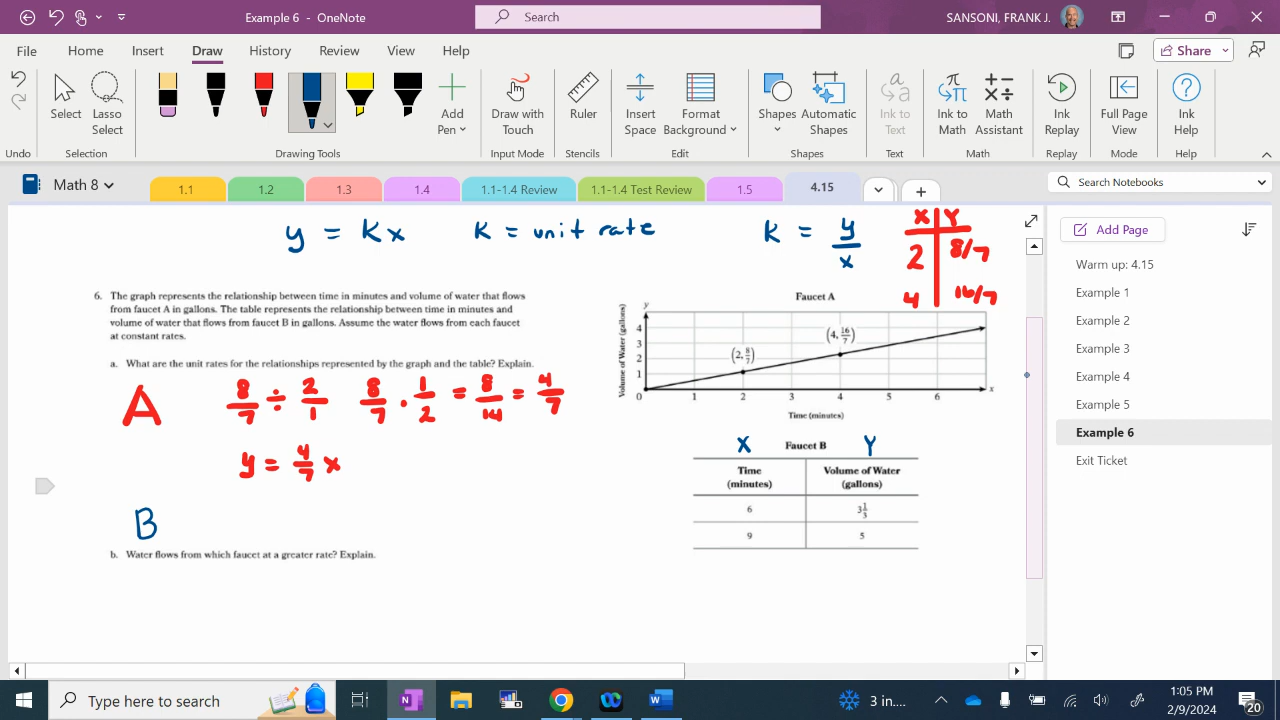 Example 6 - OneNote
Search
SANSONI, FRANK J.
File Home Insert Draw History Review View Help
Share
Select
Lasso Select
Add Pen
Draw with Touch
Ruler
Insert Space
Format Background
Shapes
Automatic Shapes
Ink to Text
Ink to Math
Math Assistant
Ink Replay
Full Page View
Ink Help
Undo Selection Drawing Tools Input Mode Stencils Edit Shapes Text Math Replay Mode Help
Math 8
1.1 1.2 1.3 1.4 1.1-1.4 Review 1.1-1.4 Test Review 1.5 4.15
Search Notebooks
Add Page
Warm up: 4.15
Example 1
Example 2
Example 3
Example 4
Example 5
Example 6
Exit Ticket
y = kx K = unit rate K = y/x
X Y
2 8/7
4 16/7
6. The graph represents the relationship between time in minutes and volume of water that flows
from faucet A in gallons. The table represents the relationship between time in minutes and
volume of water that flows from faucet B in gallons. Assume the water flows from each faucet
at constant rates.
a. What are the unit rates for the relationships represented by the graph and the table? Explain.
A 8/7 ÷ 2/1 8/7 · 1/2 = 8/14 = 4/7
y = 4/7 x
B
b. Water flows from which faucet at a greater rate? Explain.
Faucet A
y
Volume of Water (gallons)
4
3
2
1
0 1 2 3 4 5 6 x
(2, 8/7)
(4, 16/7)
Time (minutes)
X Faucet B Y
Time (minutes) Volume of Water (gallons)
6 3 1/3
9 5
Type here to search
3 in...
1:05 PM
2/9/2024
20